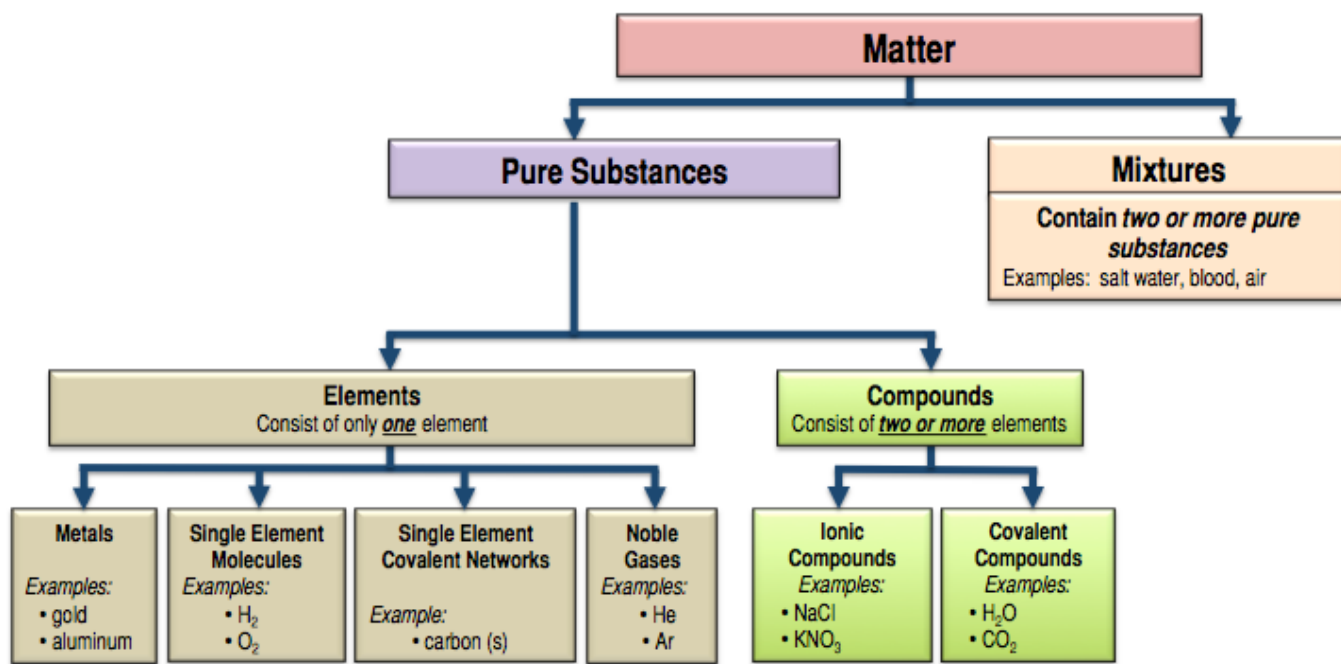 Matter
Pure Substances
Mixtures
Contain two or more pure
substances
Examples: salt water, blood, air
Elements
Consist of only one element
Compounds
Consist of two or more elements
Metals
Examples:
• gold
• aluminum
Single Element
Molecules
Examples:
• H₂
• O₂
Single Element
Covalent Networks
Example:
• carbon (s)
Noble
Gases
Examples:
• He
• Ar
Ionic
Compounds
Examples:
• NaCl
• KNO₃
Covalent
Compounds
Examples:
• H₂O
• CO₂